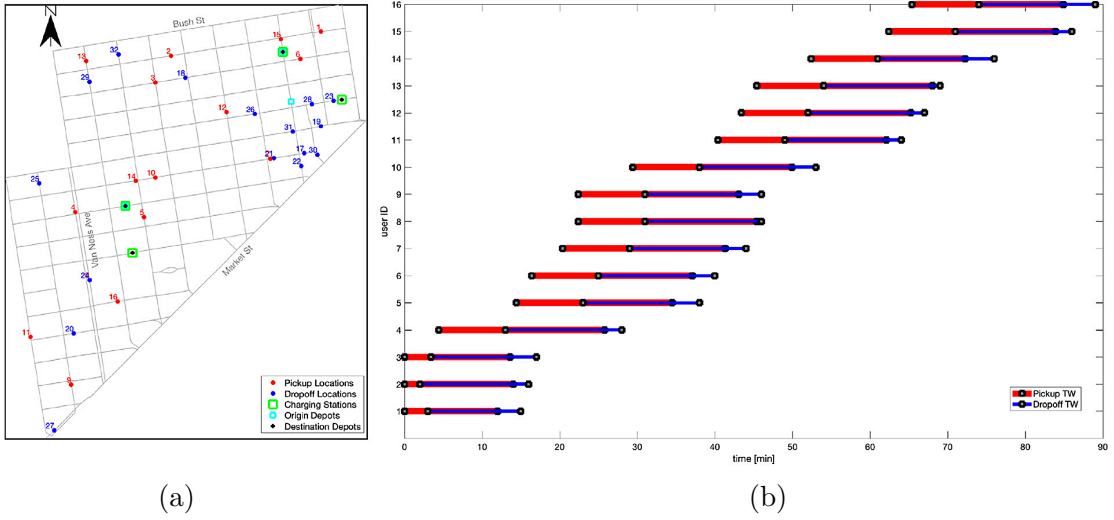 N
Bush St
1
15
32
2
13
6
18
29
3
28
23
12
26
19
31
17
30
21
22
10
14
25
4
5
Van Ness Ave
Market St
24
16
20
11
9
27
Pickup Locations
Dropoff Locations
Charging Stations
Origin Depots
Destination Depots
(a)
user ID
16
15
14
13
12
11
10
9
8
7
6
5
4
3
2
1
Pickup TW
Dropoff TW
0 10 20 30 40 50 60 70 80 90
time [min]
(b)